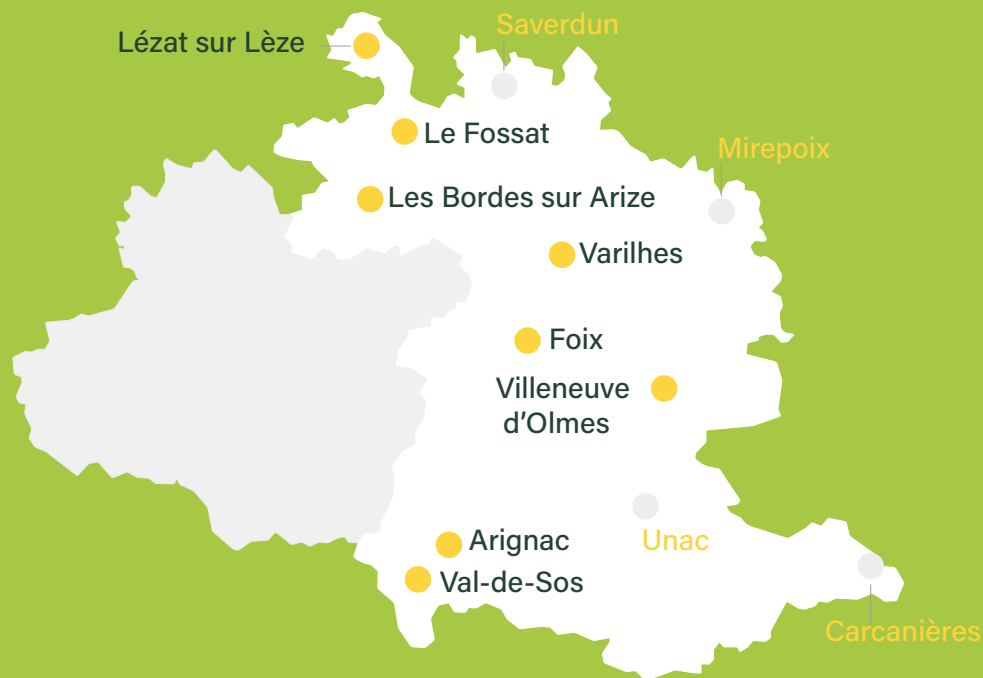 Saverdun
Lézat sur Lèze
Le Fossat
Mirepoix
Les Bordes sur Arize
Varilhes
Foix
Villeneuve
d'Olmes
Arignac
Unac
Val-de-Sos
Carcanières